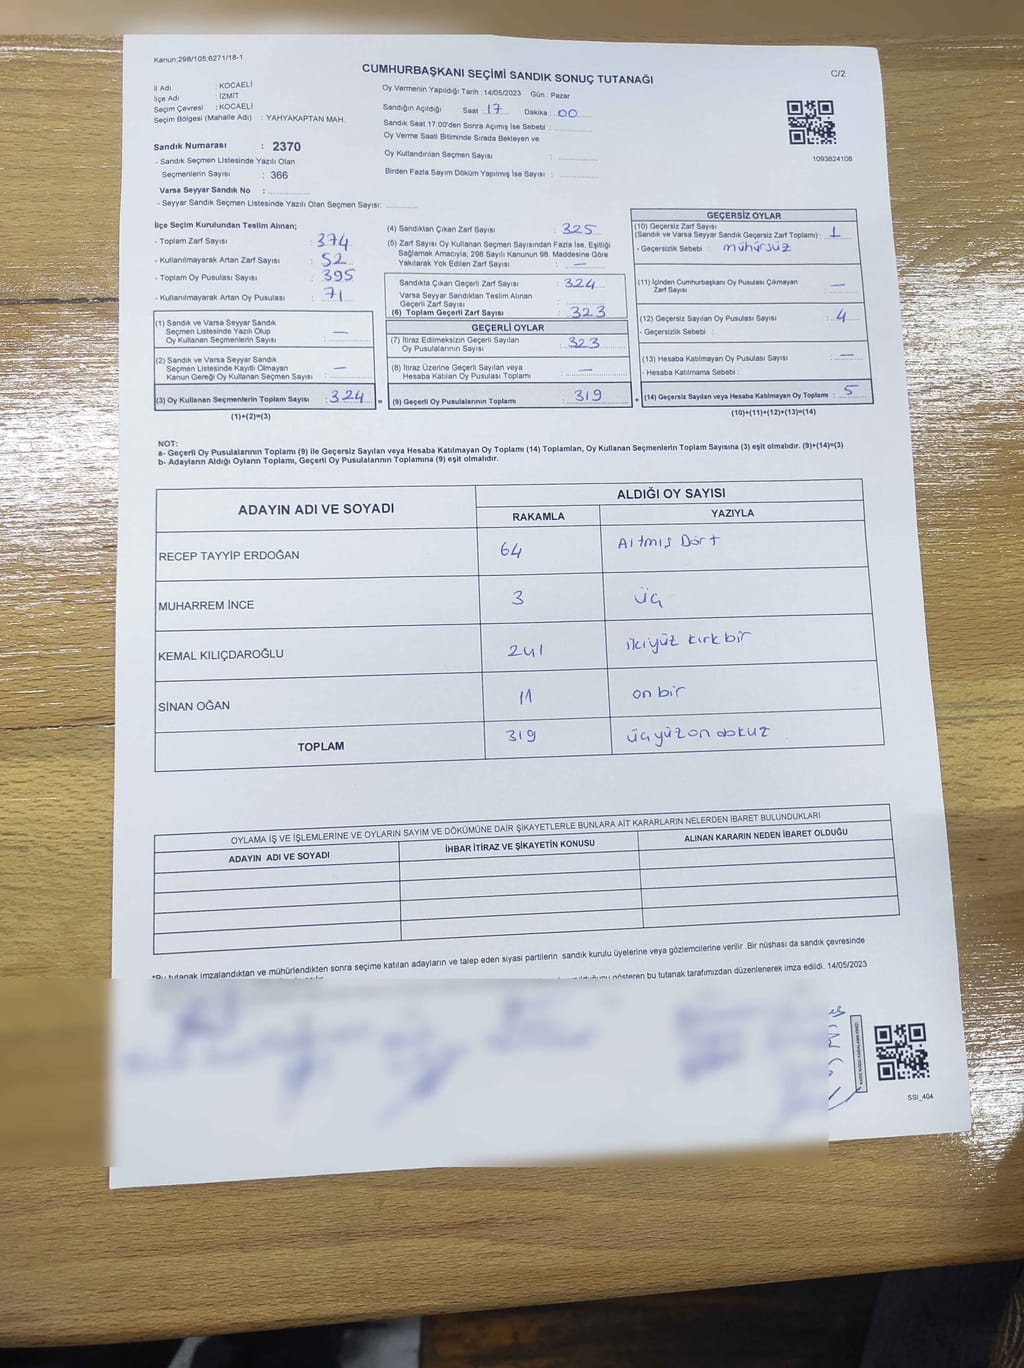 Kanun:298/105;6271/18-1
CUMHURBAŞKANI SEÇİMİ SANDIK SONUÇ TUTANAĞI
C/2
İl Adı : KOCAELİ
İlçe Adı : İZMİT
Seçim Çevresi : KOCAELİ
Seçim Bölgesi (Mahalle Adı) : YAHYAKAPTAN MAH.
Sandık Numarası : 2370
- Sandık Seçmen Listesinde Yazılı Olan
Seçmenlerin Sayısı : 366
Varsa Seyyar Sandık No :
- Seyyar Sandık Seçmen Listesinde Yazılı Olan Seçmen Sayısı:
Oy Vermenin Yapıldığı Tarih :14/05/2023 Gün : Pazar
Sandığın Açıldığı Saat 17 Dakika : 00
Sandık Saat 17:00'den Sonra Açılmış İse Sebebi :
Oy Verme Saati Bitiminde Sırada Bekleyen ve
Oy Kullandırılan Seçmen Sayısı :
Birden Fazla Sayım Döküm Yapılmış İse Sayısı :
1093824108
İlçe Seçim Kurulundan Teslim Alınan;
- Toplam Zarf Sayısı : 374
- Kullanılmayarak Artan Zarf Sayısı : 52
- Toplam Oy Pusulası Sayısı : 395
- Kullanılmayarak Artan Oy Pusulası : 71
(1) Sandık ve Varsa Seyyar Sandık
Seçmen Listesinde Yazılı Olup
Oy Kullanan Seçmenlerin Sayısı : —
(2) Sandık ve Varsa Seyyar Sandık
Seçmen Listesinde Kayıtlı Olmayan
Kanun Gereği Oy Kullanan Seçmen Sayısı : —
(3) Oy Kullanan Seçmenlerin Toplam Sayısı : 324 =
(1)+(2)=(3)
(4) Sandıktan Çıkan Zarf Sayısı : 325
(5) Zarf Sayısı Oy Kullanan Seçmen Sayısından Fazla İse, Eşitliği
Sağlamak Amacıyla; 298 Sayılı Kanunun 98. Maddesine Göre
Yakılarak Yok Edilen Zarf Sayısı : —
Sandıkta Çıkan Geçerli Zarf Sayısı : 324
Varsa Seyyar Sandıktan Teslim Alınan
Geçerli Zarf Sayısı :
(6) Toplam Geçerli Zarf Sayısı : 323
GEÇERLİ OYLAR
(7) İtiraz Edilmeksizin Geçerli Sayılan
Oy Pusulalarının Sayısı : 323
(8) İtiraz Üzerine Geçerli Sayılan veya
Hesaba Katılan Oy Pusulası Toplamı : —
(9) Geçerli Oy Pusulalarının Toplamı : 319 +
GEÇERSİZ OYLAR
(10) Geçersiz Zarf Sayısı
(Sandık ve Varsa Seyyar Sandık Geçersiz Zarf Toplamı) : 1
- Geçersizlik Sebebi : mühürsüz
(11) İçinden Cumhurbaşkanı Oy Pusulası Çıkmayan
Zarf Sayısı : —
(12) Geçersiz Sayılan Oy Pusulası Sayısı : 4
- Geçersizlik Sebebi :
(13) Hesaba Katılmayan Oy Pusulası Sayısı : —
- Hesaba Katılmama Sebebi :
(14) Geçersiz Sayılan veya Hesaba Katılmayan Oy Toplamı : 5
(10)+(11)+(12)+(13)=(14)
NOT:
a- Geçerli Oy Pusulalarının Toplamı (9) ile Geçersiz Sayılan veya Hesaba Katılmayan Oy Toplamı (14) Toplamları, Oy Kullanan Seçmenlerin Toplam Sayısına (3) eşit olmalıdır. (9)+(14)=(3)
b- Adayların Aldığı Oyların Toplamı, Geçerli Oy Pusulalarının Toplamına (9) eşit olmalıdır.
ADAYIN ADI VE SOYADI
ALDIĞI OY SAYISI
RAKAMLA YAZIYLA
RECEP TAYYİP ERDOĞAN 64 Altmış Dört
MUHARREM İNCE 3 üç
KEMAL KILIÇDAROĞLU 241 ikiyüz kırk bir
SİNAN OĞAN 11 on bir
TOPLAM 319 üçyüz on dokuz
OYLAMA İŞ VE İŞLEMLERİNE VE OYLARIN SAYIM VE DÖKÜMÜNE DAİR ŞİKAYETLERLE BUNLARA AİT KARARLARIN NELERDEN İBARET BULUNDUKLARI
ADAYIN ADI VE SOYADI İHBAR İTİRAZ VE ŞİKAYETİN KONUSU ALINAN KARARIN NEDEN İBARET OLDUĞU
*Bu tutanak imzalandıktan ve mühürlendikten sonra seçime katılan adayların ve talep eden siyasi partilerin sandık kurulu üyelerine veya gözlemcilerine verilir .Bir nüshası da sandık çevresinde
gösteren bu tutanak tarafımızdan düzenlenerek imza edildi. 14/05/2023
SSI_404